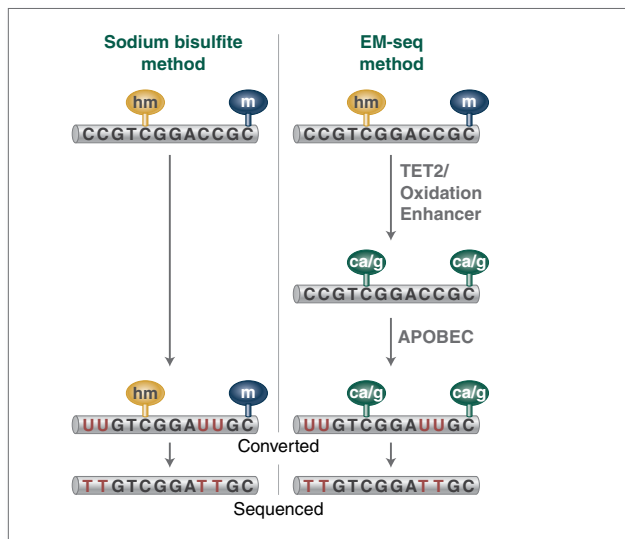 Sodium bisulfite
method
EM-seq
method
hm
m
CCGTCGGACCGC
hm
m
CCGTCGGACCGC
TET2/
Oxidation
Enhancer
ca/g
ca/g
CCGTCGGACCGC
APOBEC
hm
m
UUGTCGGAUUGC
ca/g
ca/g
UUGTCGGAUUGC
Converted
TTGTCGGATTGC
TTGTCGGATTGC
Sequenced